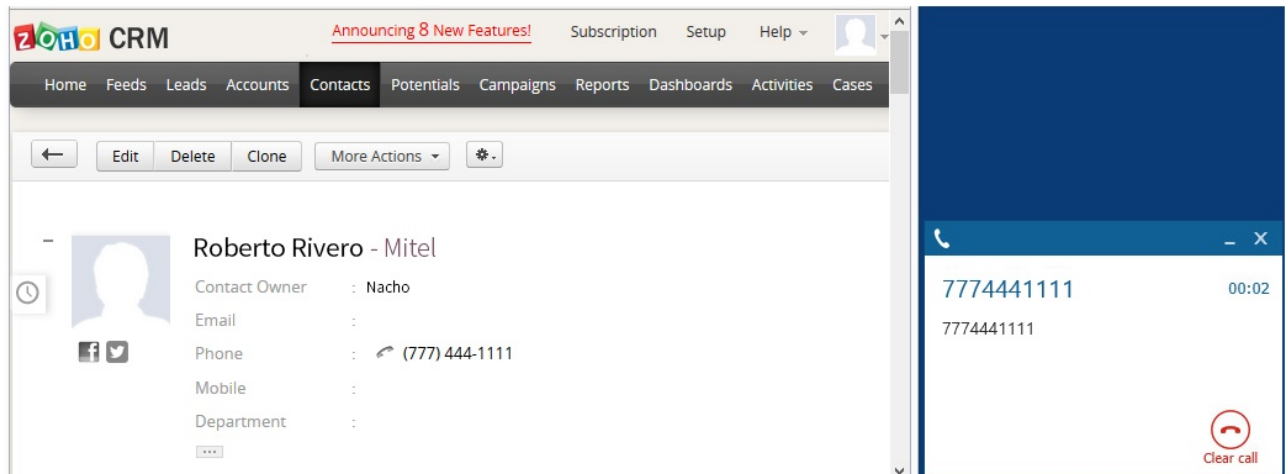 ZOHO CRM
Announcing 8 New Features!
Subscription
Setup
Help
Home Feeds Leads Accounts Contacts Potentials Campaigns Reports Dashboards Activities Cases
Edit Delete Clone More Actions
Roberto Rivero - Mitel
Contact Owner : Nacho
Email :
Phone : (777) 444-1111
Mobile :
Department :
...
7774441111 00:02
7774441111
Clear call